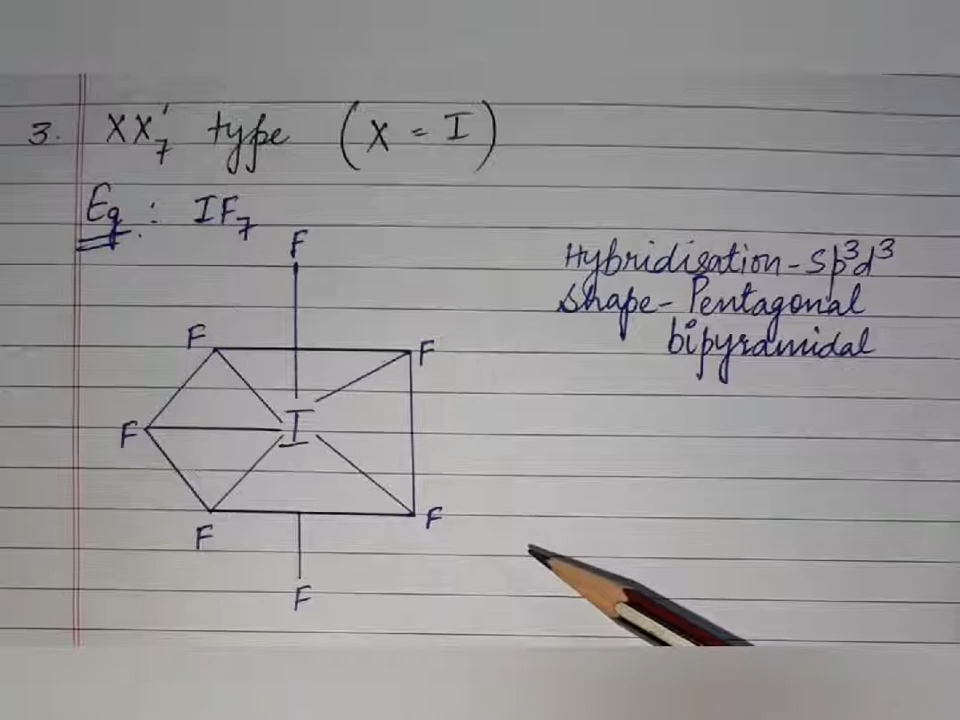 3. XX'₇ type (X = I)
Eg : IF₇
F
Hybridisation - sp³d³
Shape - Pentagonal
bipyramidal
F F
F I
F F
F